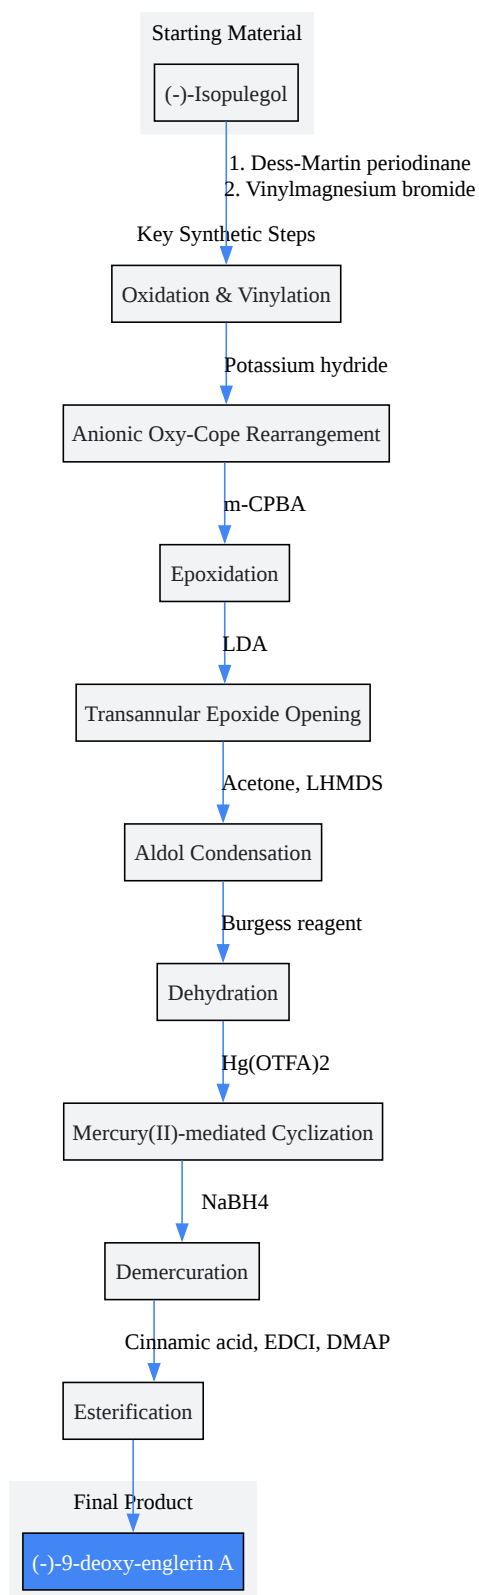 Starting Material
(-)-Isopulegol
1. Dess-Martin periodinane
2. Vinylmagnesium bromide
Key Synthetic Steps
Oxidation & Vinylation
Potassium hydride
Anionic Oxy-Cope Rearrangement
m-CPBA
Epoxidation
LDA
Transannular Epoxide Opening
Acetone, LHMDS
Aldol Condensation
Burgess reagent
Dehydration
Hg(OTFA)2
Mercury(II)-mediated Cyclization
NaBH4
Demercuration
Cinnamic acid, EDCI, DMAP
Esterification
Final Product
(-)-9-deoxy-englerin A